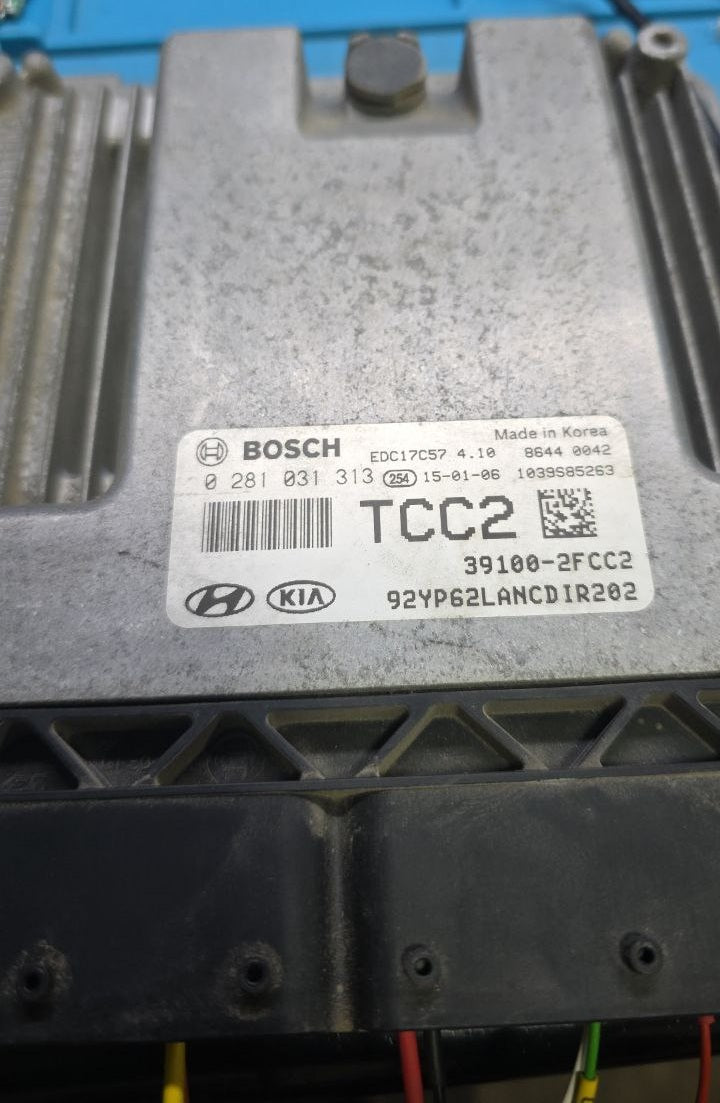 Made in Korea
BOSCH EDC17C57 4.10 8644 0042
0 281 031 313 254 15-01-06 1039S85263
TCC2
39100-2FCC2
KIA 92YP62LANCDIR202